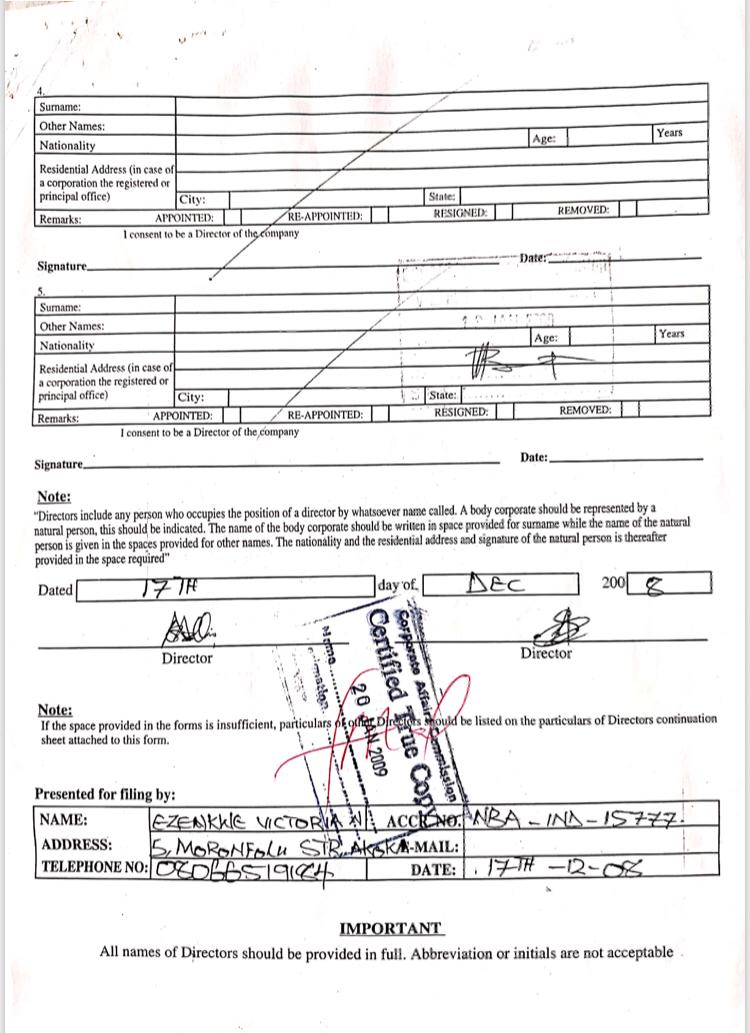 4.
Surname:
Other Names:
Nationality Age: Years
Residential Address (in case of
a corporation the registered or
principal office) City: State:
Remarks: APPOINTED: RE-APPOINTED: RESIGNED: REMOVED:
I consent to be a Director of the company
Signature Date:
5.
Surname:
Other Names:
Nationality Age: Years
Residential Address (in case of
a corporation the registered or
principal office) City: State:
Remarks: APPOINTED: RE-APPOINTED: RESIGNED: REMOVED:
I consent to be a Director of the company
Signature Date:
Note:
"Directors include any person who occupies the position of a director by whatsoever name called. A body corporate should be represented by a
natural person, this should be indicated. The name of the body corporate should be written in space provided for surname while the name of the natural
person is given in the spaces provided for other names. The nationality and the residential address and signature of the natural person is thereafter
provided in the space required"
Dated 17TH day of. DEC 200 8
Director Director
Corporate Affairs Commission
Certified True Copy
20 JAN 2009
Name
Note:
If the space provided in the forms is insufficient, particulars of other Directors should be listed on the particulars of Directors continuation
sheet attached to this form.
Presented for filing by:
NAME: EZENKWE VICTORIA N. ACCR NO. NBA - IND - 15777.
ADDRESS: 5, MORONFOLU STR. AKOKA -MAIL:
TELEPHONE NO: DATE: 17TH -12-08
IMPORTANT
All names of Directors should be provided in full. Abbreviation or initials are not acceptable